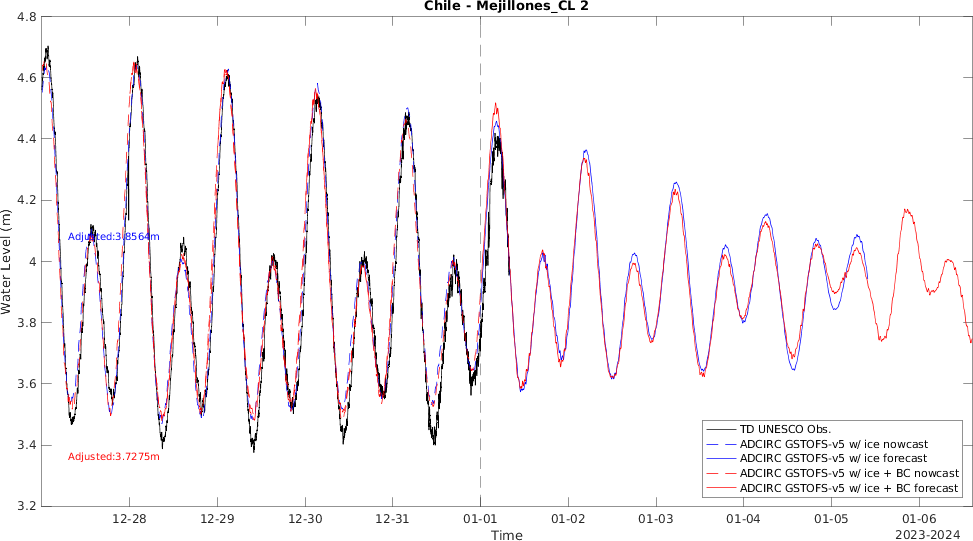 Chile - Mejillones_CL 2
4.8
4.6
4.4
4.2
4
3.8
3.6
3.4
3.2
Water Level (m)
Adjusted:3.8564m
Adjusted:3.7275m
TD UNESCO Obs.
ADCIRC GSTOFS-v5 w/ ice nowcast
ADCIRC GSTOFS-v5 w/ ice forecast
ADCIRC GSTOFS-v5 w/ ice + BC nowcast
ADCIRC GSTOFS-v5 w/ ice + BC forecast
12-28 12-29 12-30 12-31 01-01 01-02 01-03 01-04 01-05 01-06
Time
2023-2024